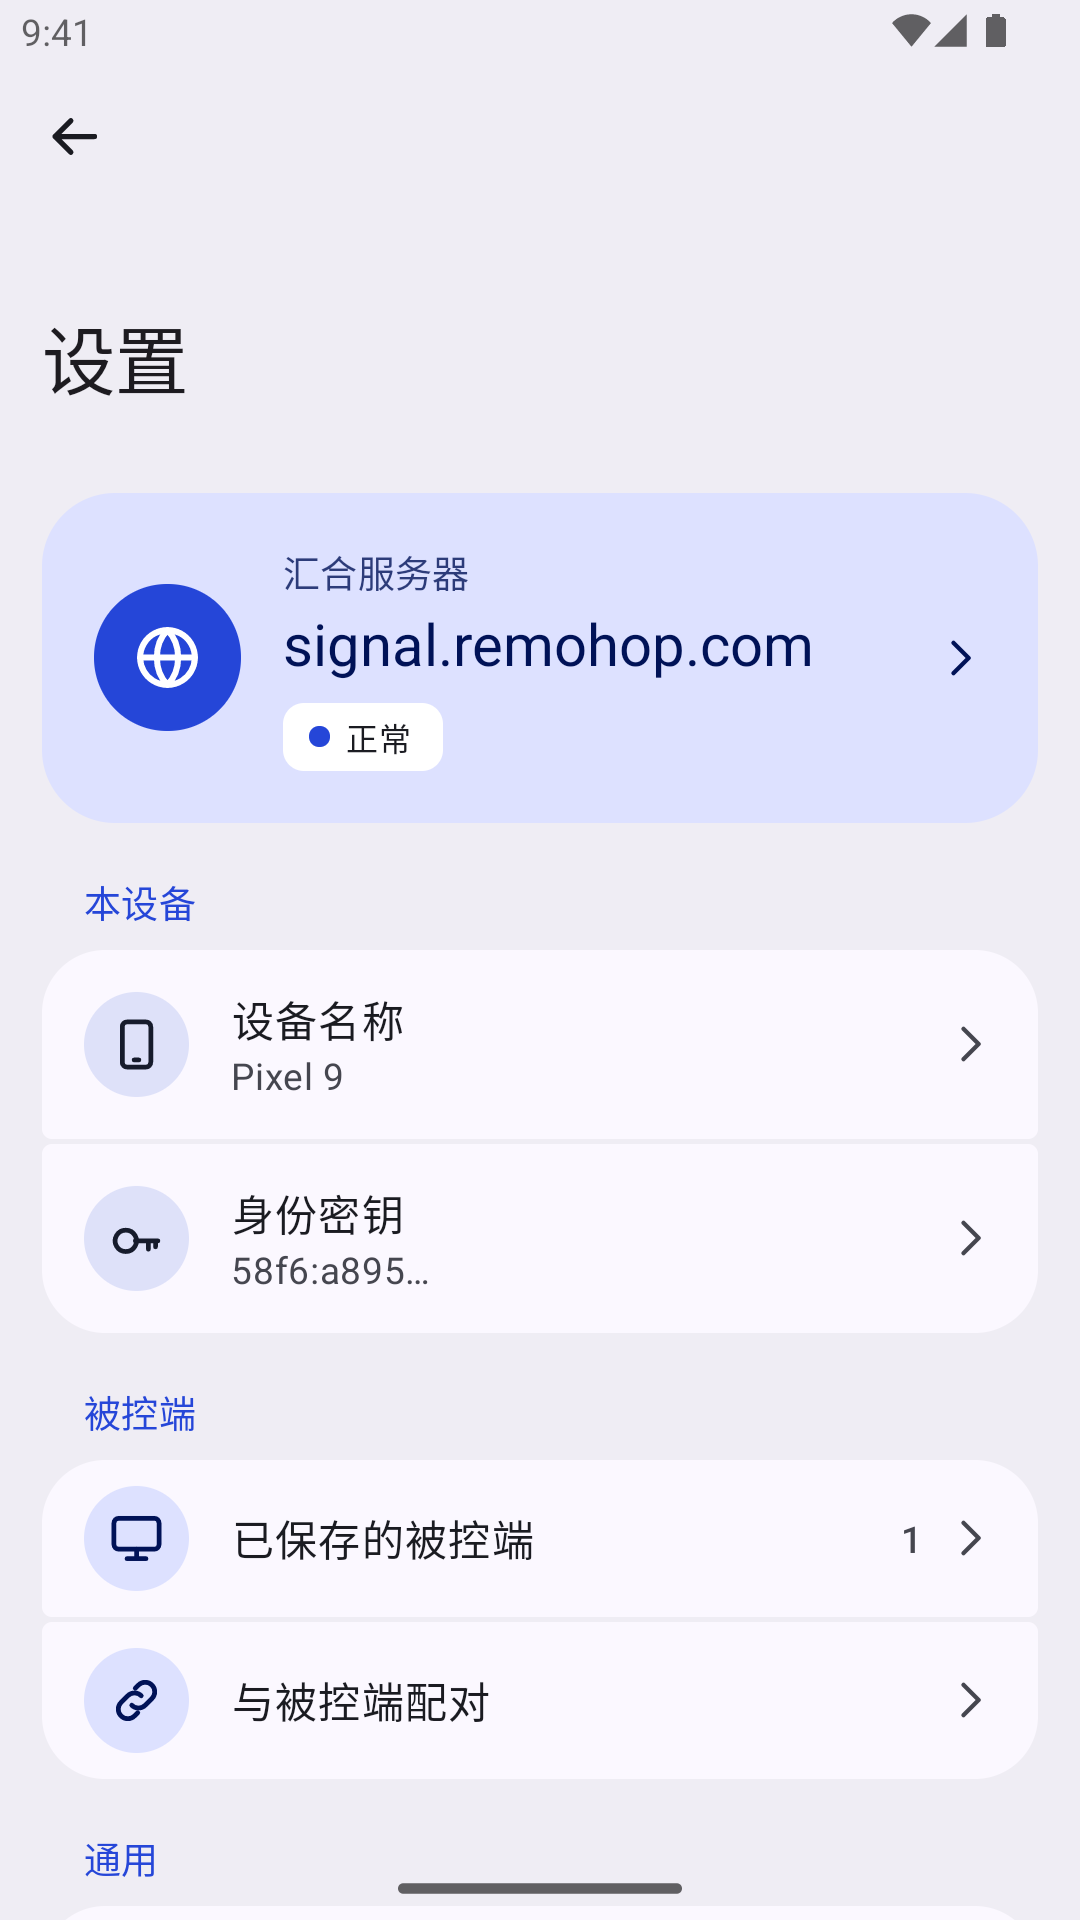 9:41
设置
汇合服务器
signal.remohop.com
正常
本设备
设备名称
Pixel 9
身份密钥
58f6:a895…
被控端
已保存的被控端
1
与被控端配对
通用